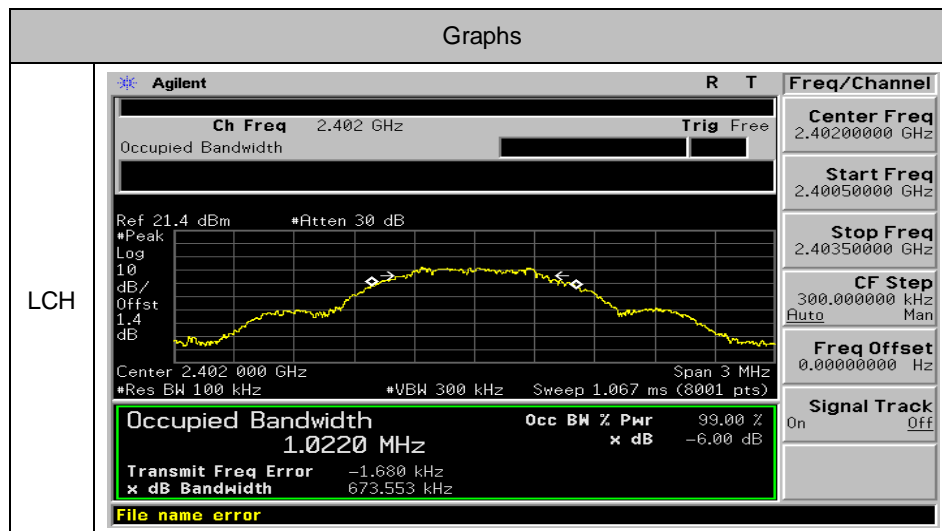 Graphs
LCH
Agilent R T
Ch Freq 2.402 GHz Trig Free
Occupied Bandwidth
Ref 21.4 dBm #Atten 30 dB
#Peak
Log
10
dB/
Offst
1.4
dB
Center 2.402 000 GHz Span 3 MHz
#Res BW 100 kHz #VBW 300 kHz Sweep 1.067 ms (8001 pts)
Occupied Bandwidth Occ BW % Pwr 99.00 %
1.0220 MHz x dB -6.00 dB
Transmit Freq Error -1.680 kHz
x dB Bandwidth 673.553 kHz
File name error
Freq/Channel
Center Freq
2.40200000 GHz
Start Freq
2.40050000 GHz
Stop Freq
2.40350000 GHz
CF Step
300.000000 kHz
Auto Man
Freq Offset
0.00000000 Hz
Signal Track
On Off